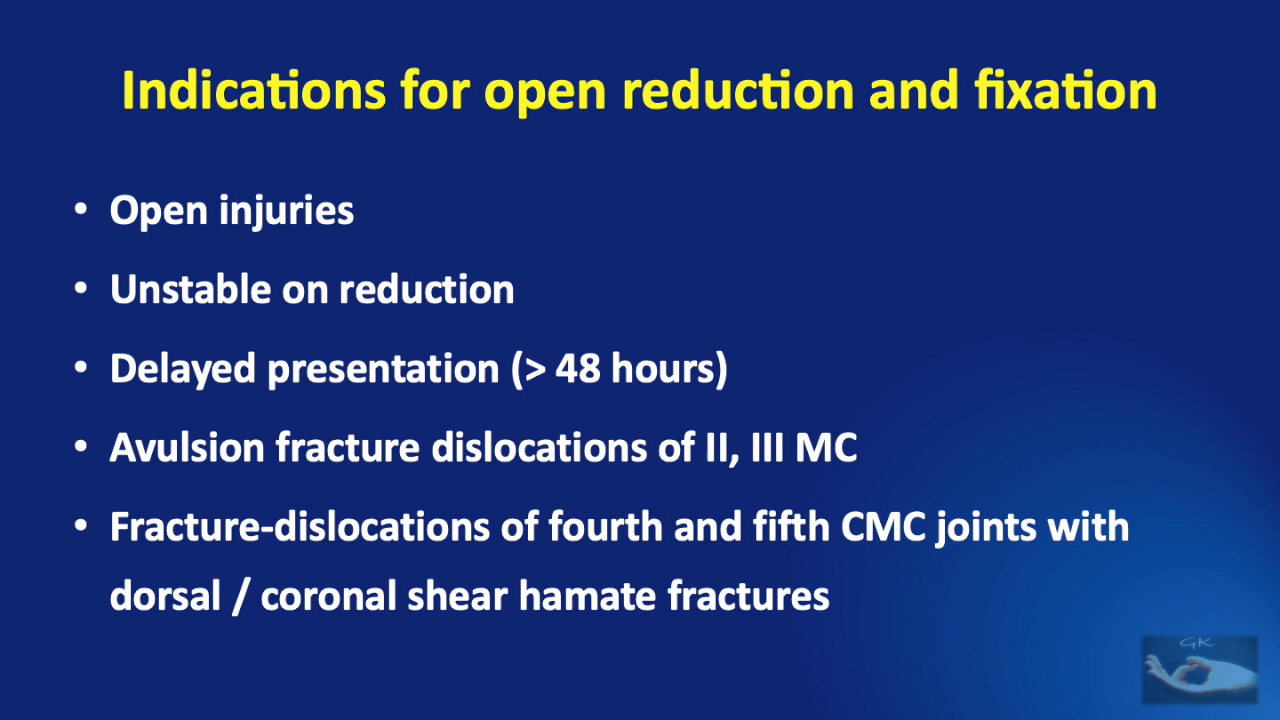 Indications for open reduction and fixation
• Open injuries
• Unstable on reduction
• Delayed presentation (> 48 hours)
• Avulsion fracture dislocations of II, III MC
• Fracture-dislocations of fourth and fifth CMC joints with
dorsal / coronal shear hamate fractures
GK